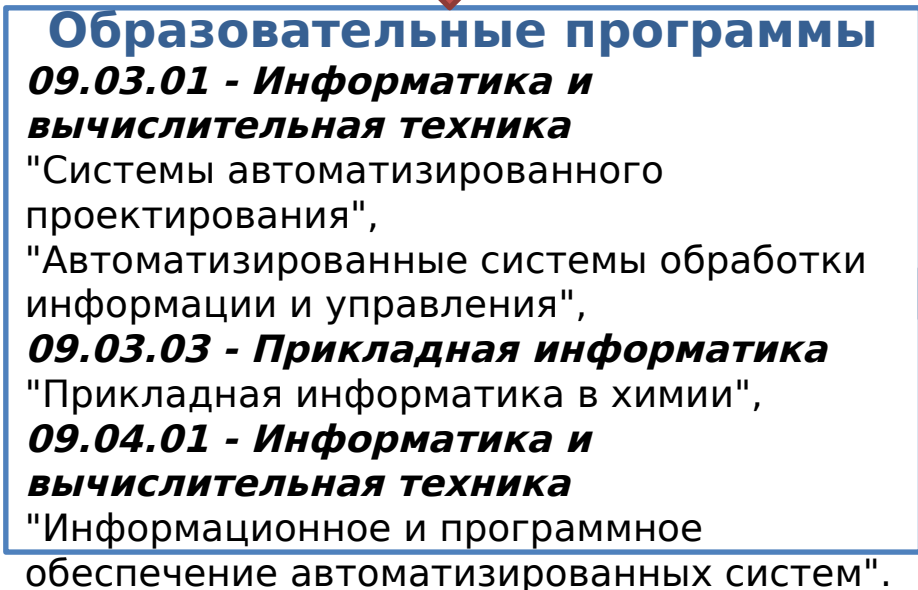 Образовательные программы
09.03.01 - Информатика и
вычислительная техника
"Системы автоматизированного
проектирования",
"Автоматизированные системы обработки
информации и управления",
09.03.03 - Прикладная информатика
"Прикладная информатика в химии",
09.04.01 - Информатика и
вычислительная техника
"Информационное и программное
обеспечение автоматизированных систем".